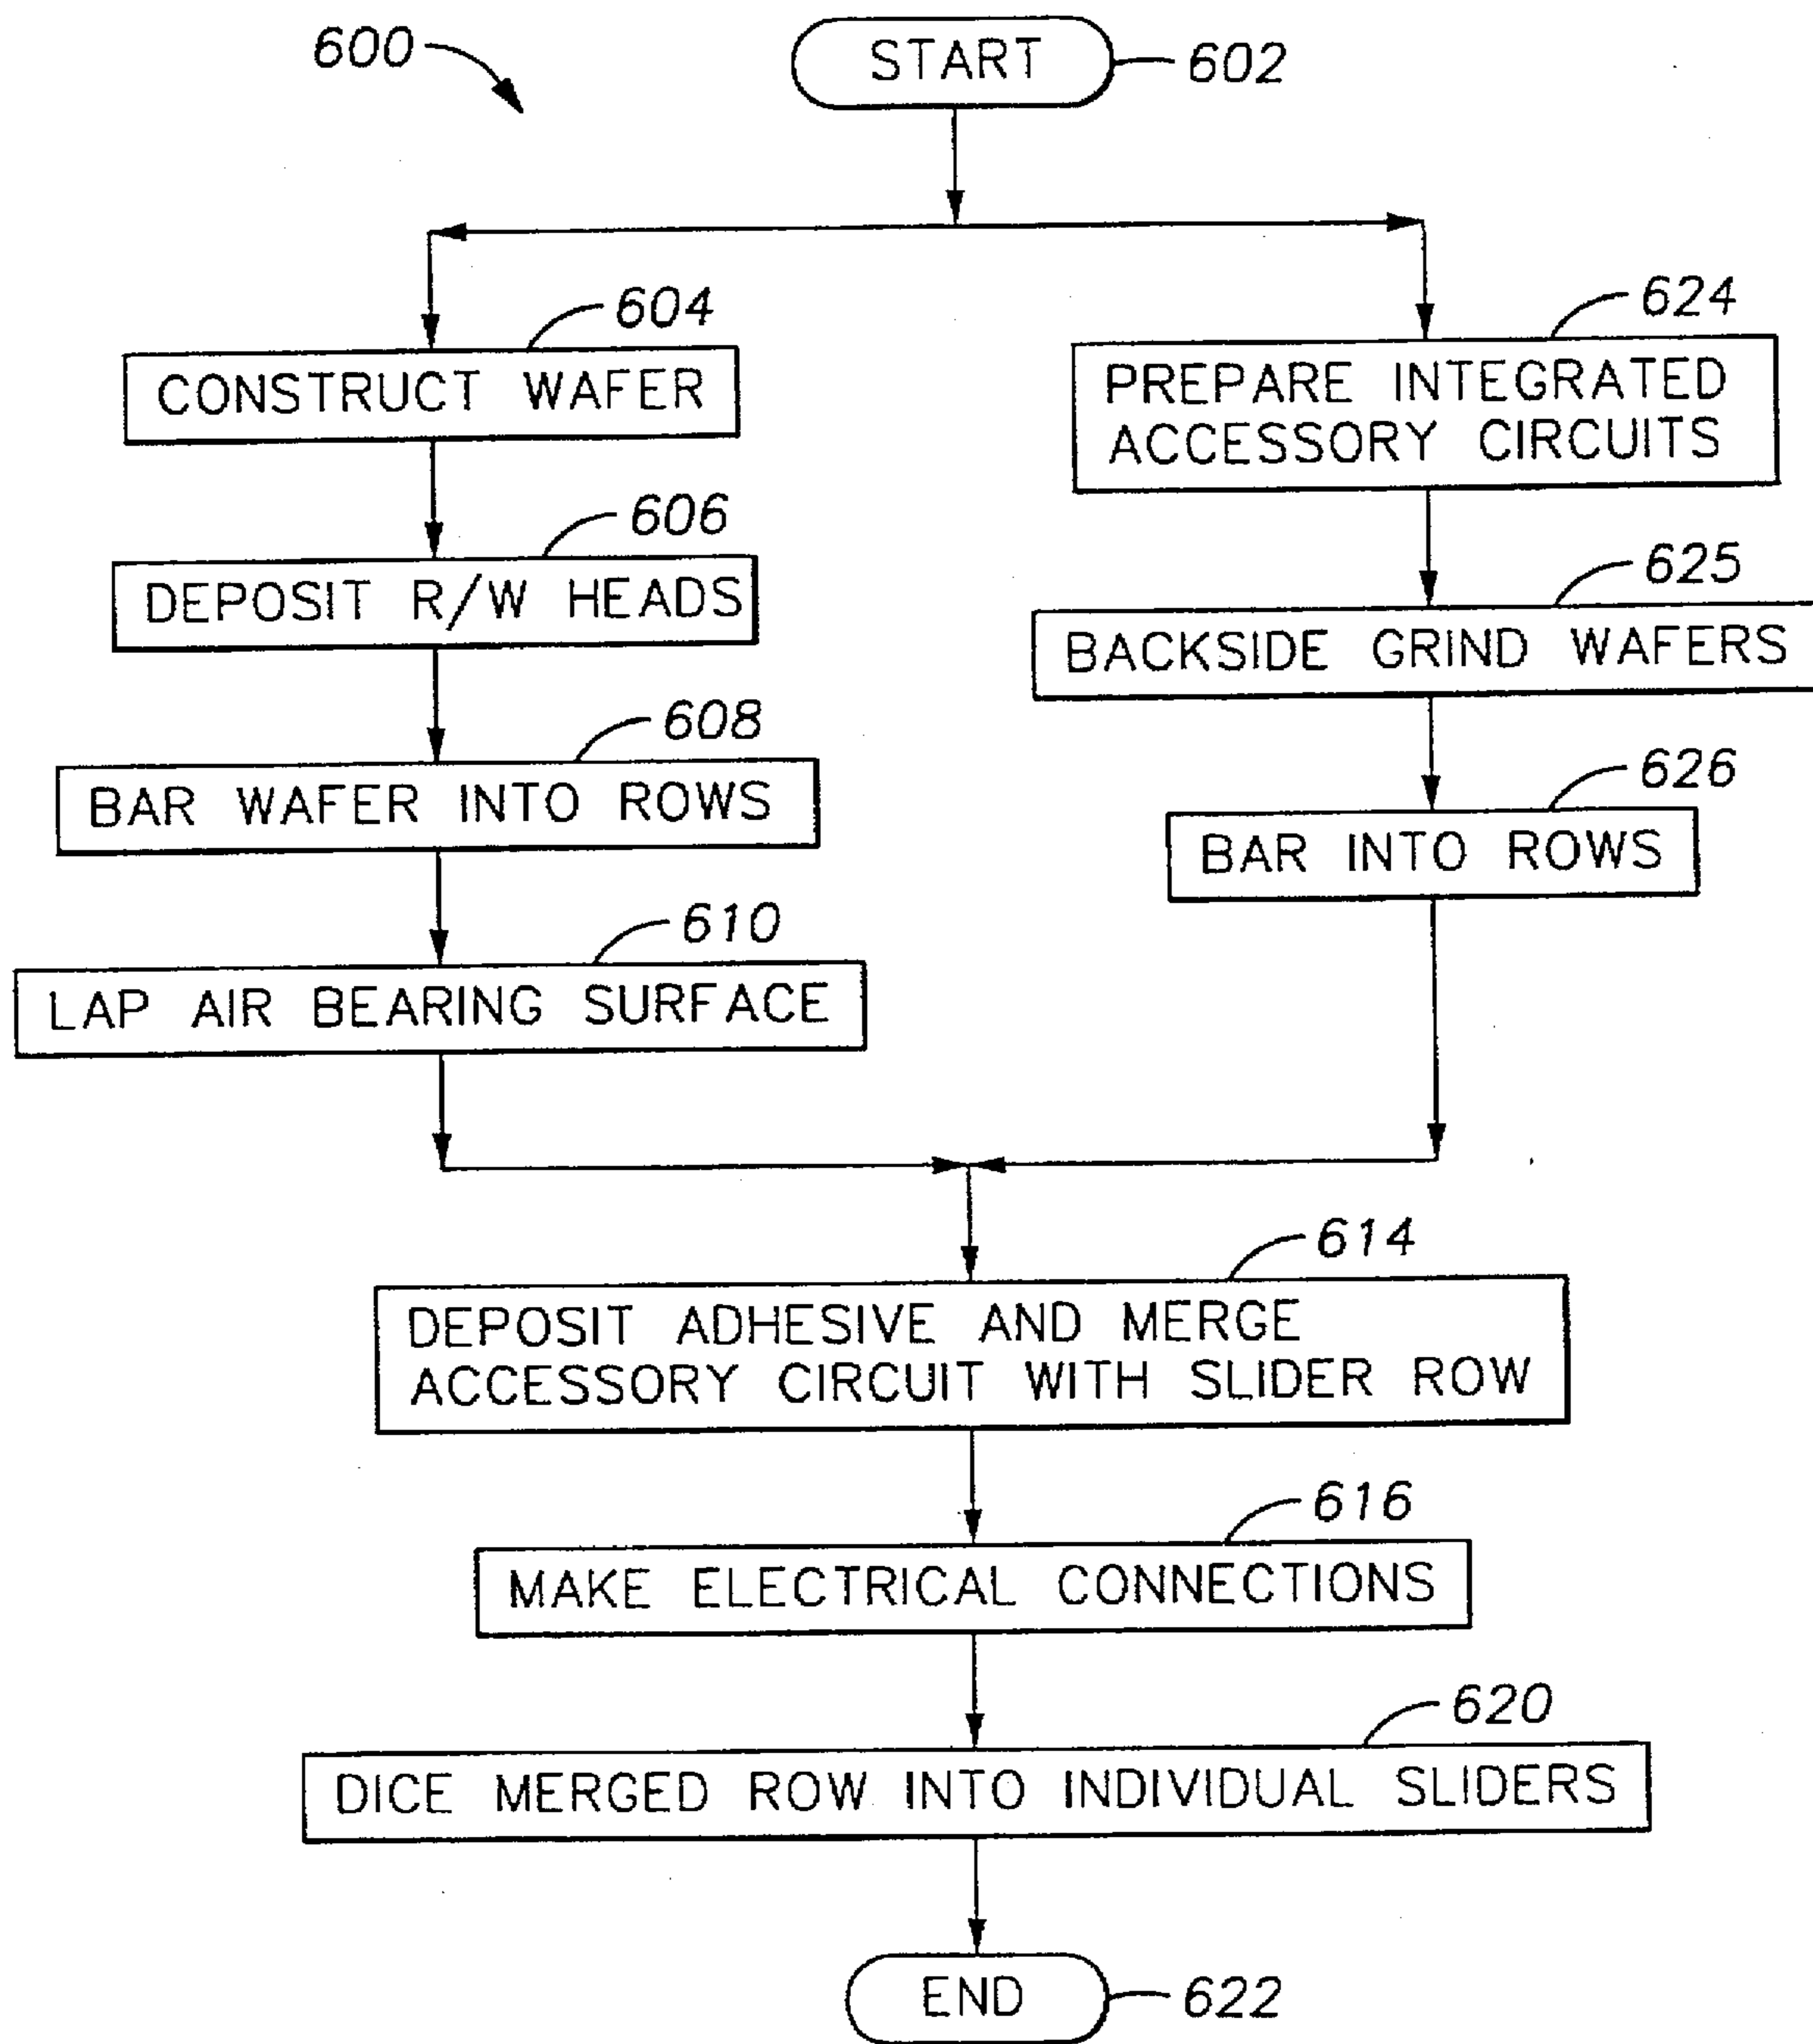 600
START
602
604
CONSTRUCT WAFER
606
DEPOSIT R/W HEADS
608
BAR WAFER INTO ROWS
610
LAP AIR BEARING SURFACE
624
PREPARE INTEGRATED
ACCESSORY CIRCUITS
625
BACKSIDE GRIND WAFERS
626
BAR INTO ROWS
614
DEPOSIT ADHESIVE AND MERGE
ACCESSORY CIRCUIT WITH SLIDER ROW
616
MAKE ELECTRICAL CONNECTIONS
620
DICE MERGED ROW INTO INDIVIDUAL SLIDERS
END
622